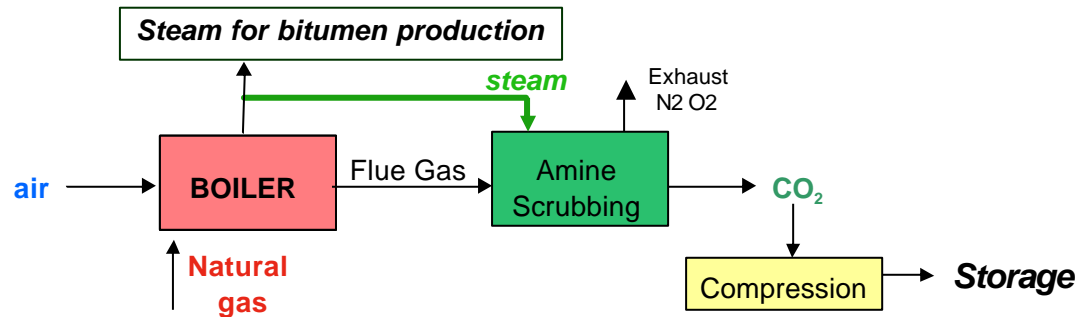 Steam for bitumen production
steam
Exhaust
N2 O2
air
BOILER
Flue Gas
Amine
Scrubbing
CO₂
Natural
gas
Compression
Storage